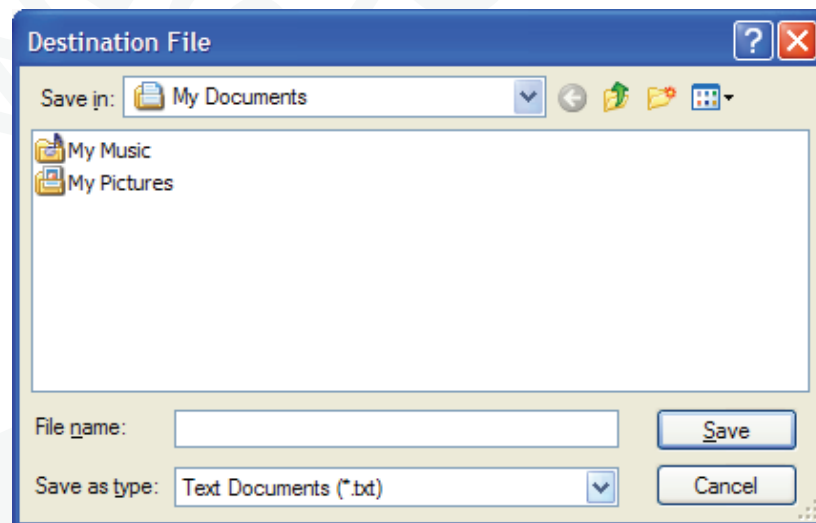 Destination File
Save in: My Documents
My Music
My Pictures
File name: Save
Save as type: Text Documents (*.txt) Cancel